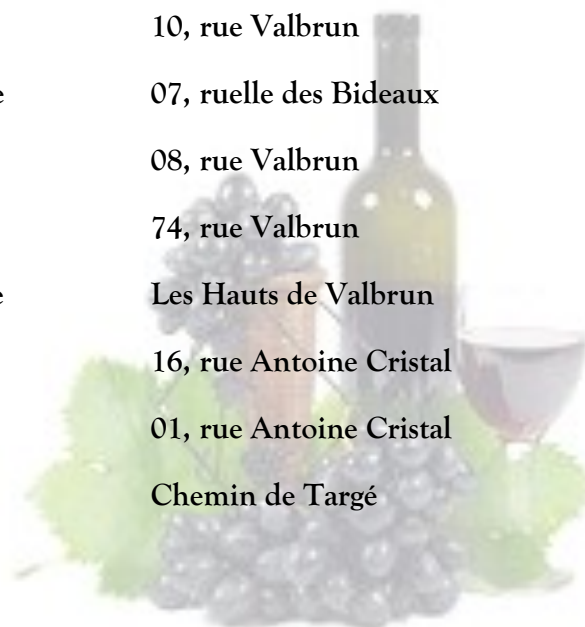 10, rue Valbrun
e 07, ruelle des Bideaux
08, rue Valbrun
74, rue Valbrun
e Les Hauts de Valbrun
16, rue Antoine Cristal
01, rue Antoine Cristal
Chemin de Targé